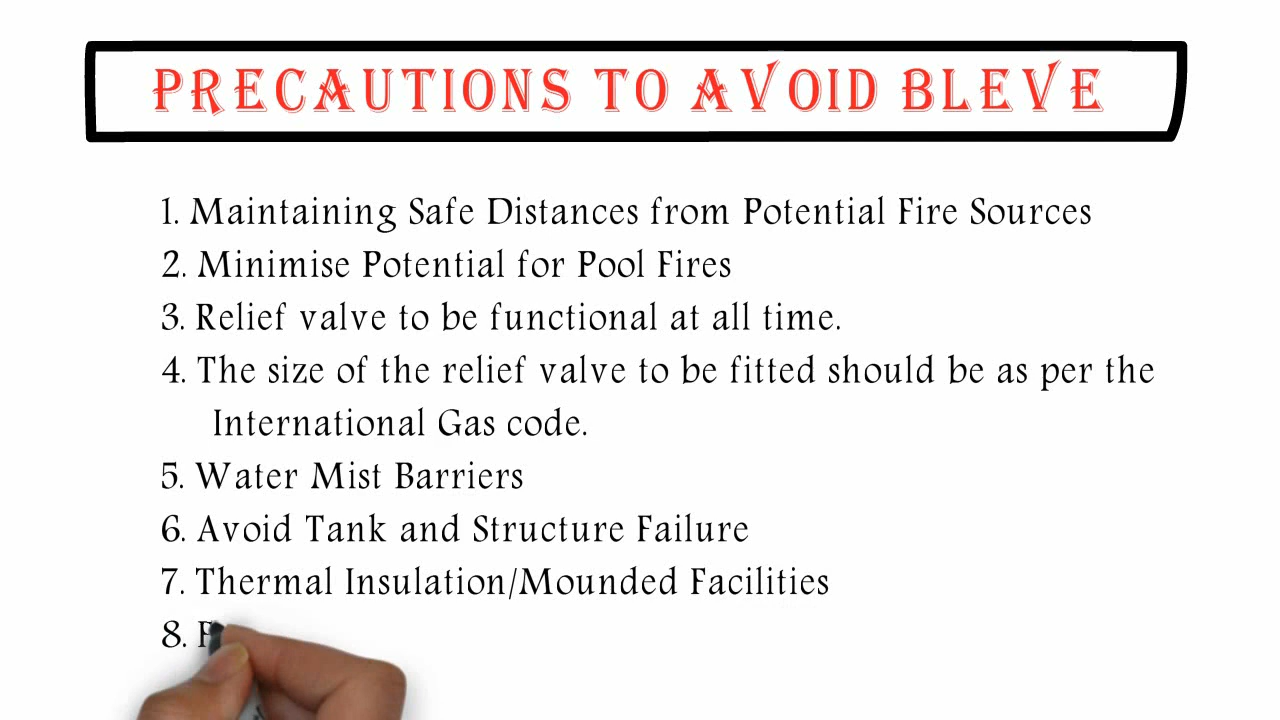 PRECAUTIONS TO AVOID BLEVE
1. Maintaining Safe Distances from Potential Fire Sources
2. Minimise Potential for Pool Fires
3. Relief valve to be functional at all time.
4. The size of the relief valve to be fitted should be as per the
International Gas code.
5. Water Mist Barriers
6. Avoid Tank and Structure Failure
7. Thermal Insulation/Mounded Facilities
8.